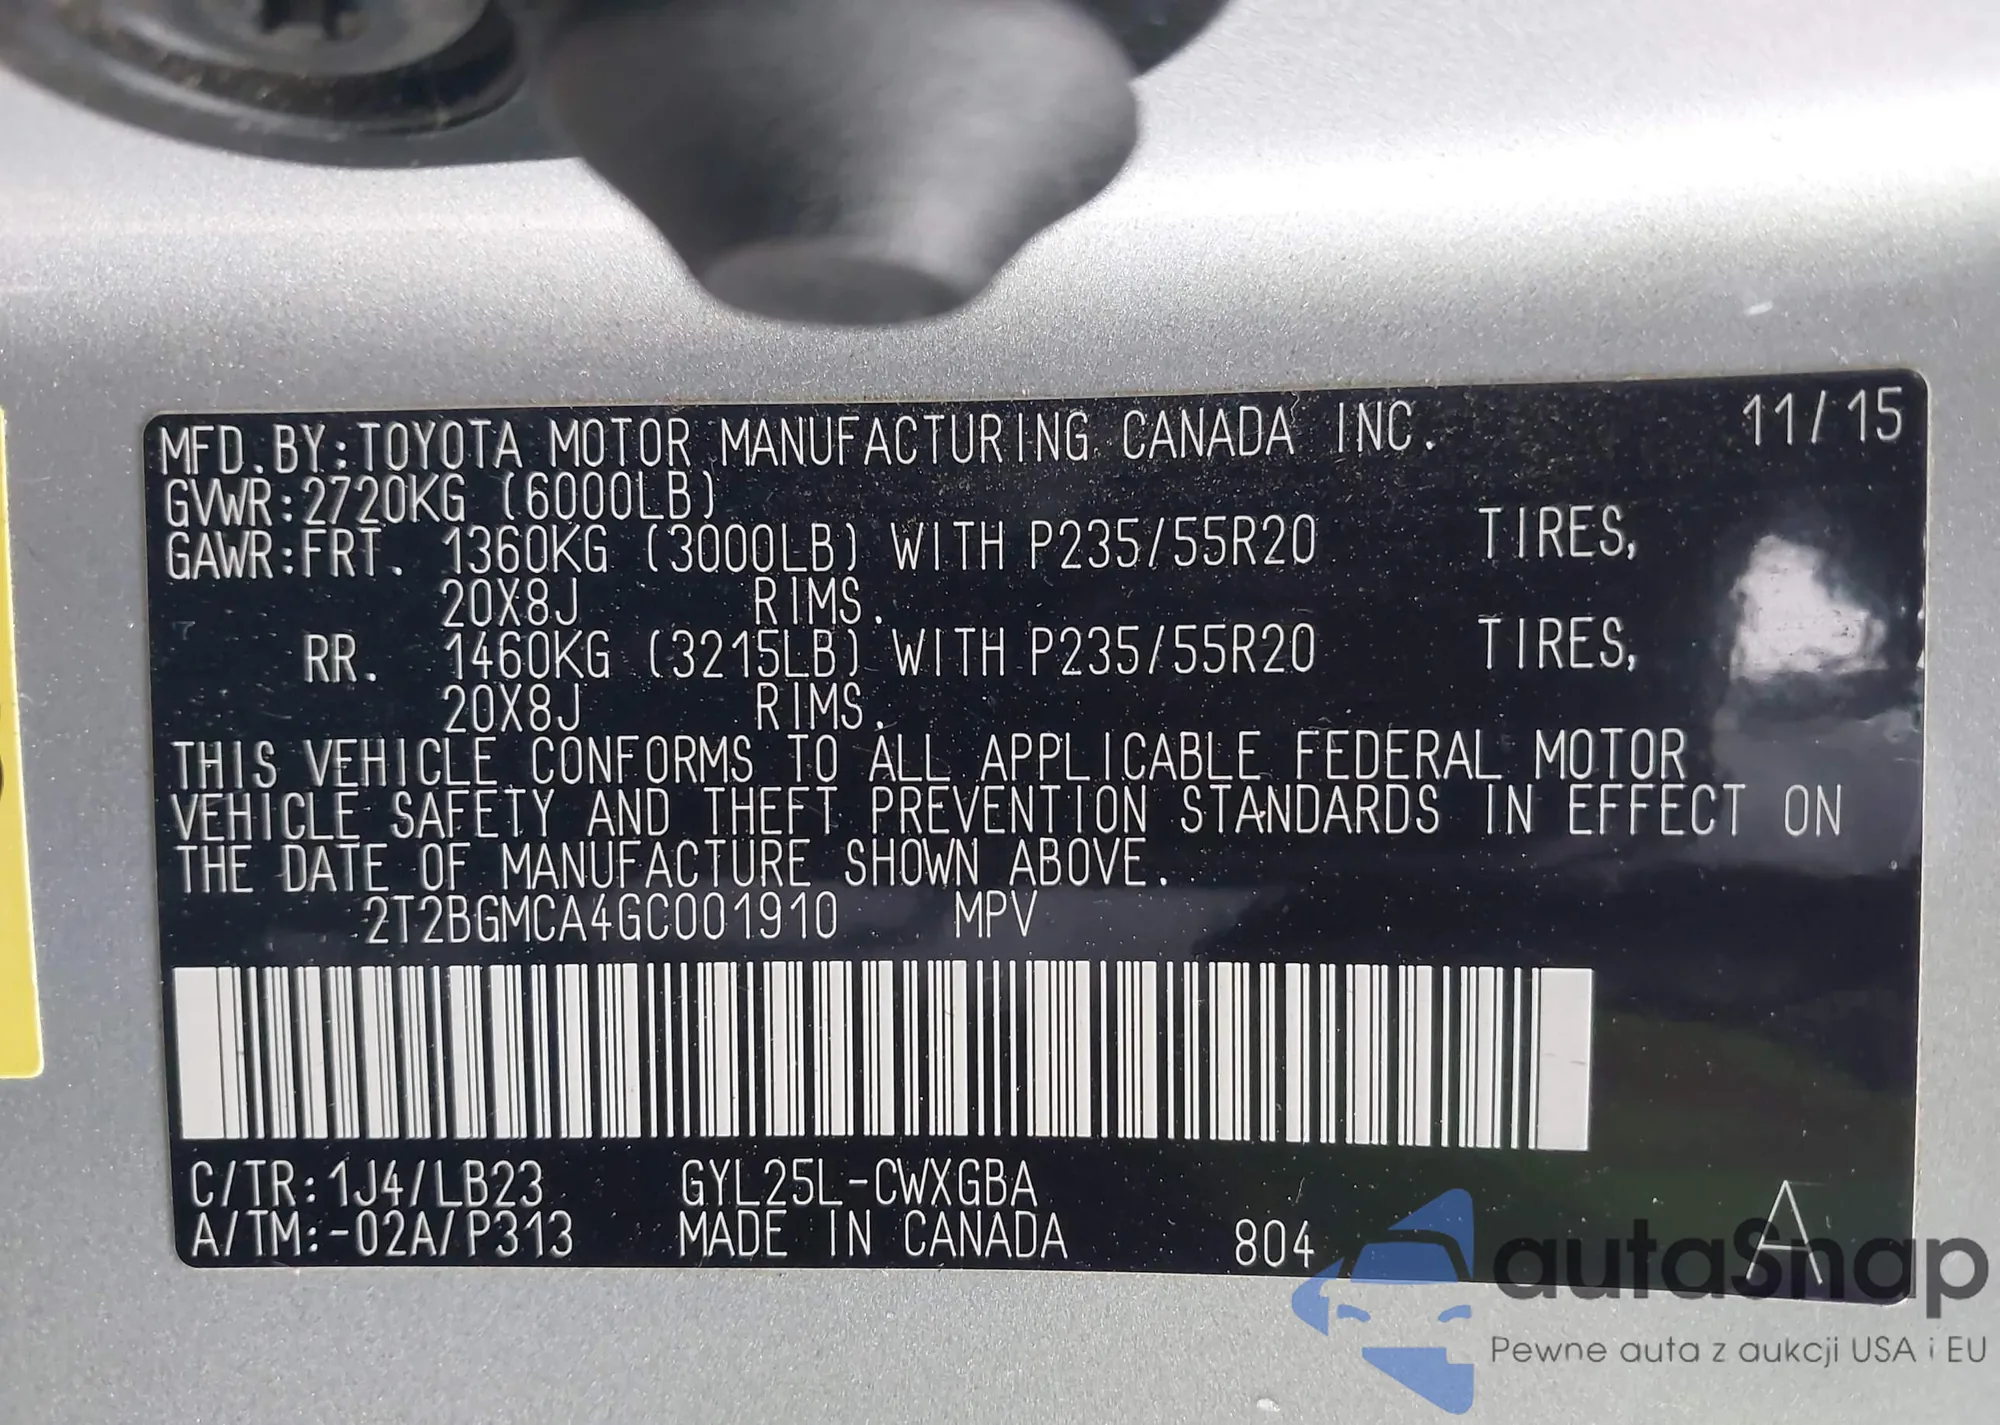 MFD.BY:TOYOTA MOTOR MANUFACTURING CANADA INC. 11/15
GVWR:2720KG (6000LB)
GAWR:FRT. 1360KG (3000LB) WITH P235/55R20 TIRES,
20X8J RIMS.
RR. 1460KG (3215LB) WITH P235/55R20 TIRES,
20X8J RIMS.
THIS VEHICLE CONFORMS TO ALL APPLICABLE FEDERAL MOTOR
VEHICLE SAFETY AND THEFT PREVENTION STANDARDS IN EFFECT ON
THE DATE OF MANUFACTURE SHOWN ABOVE.
2T2BGMCA4GC001910 MPV
C/TR:1J4/LB23 GYL25L-CWXGBA
A/TM:-02A/P313 MADE IN CANADA 804 A
autaSnap
Pewne auta z aukcji USA i EU